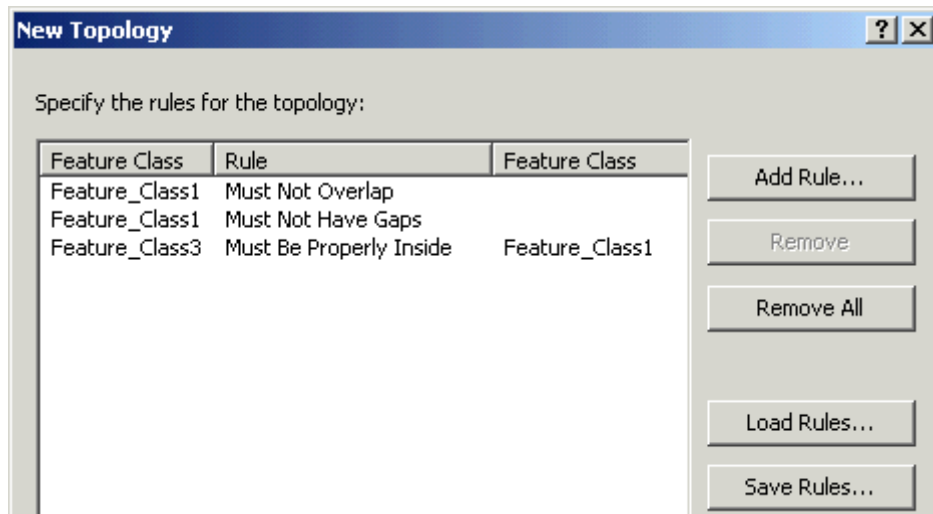 New Topology
Specify the rules for the topology:
Feature Class Rule Feature Class
Feature_Class1 Must Not Overlap
Feature_Class1 Must Not Have Gaps
Feature_Class3 Must Be Properly Inside Feature_Class1
Add Rule...
Remove
Remove All
Load Rules...
Save Rules...